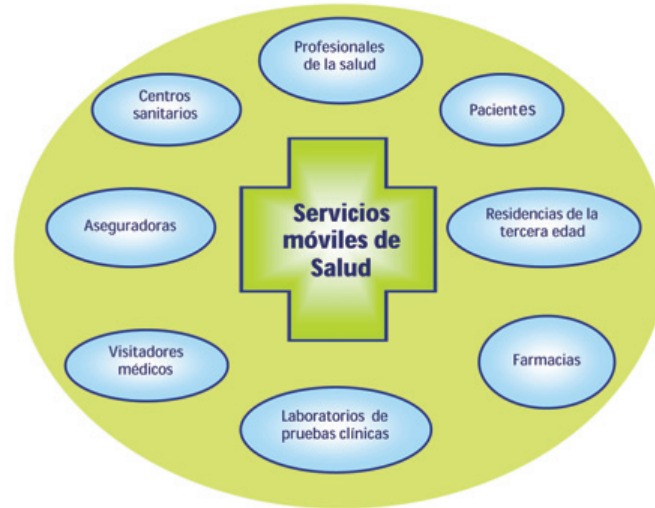 Profesionales
de la salud
Centros
sanitarios
Pacientes
Servicios
móviles de
Salud
Aseguradoras
Residencias de la
tercera edad
Visitadores
médicos
Farmacias
Laboratorios de
pruebas clínicas